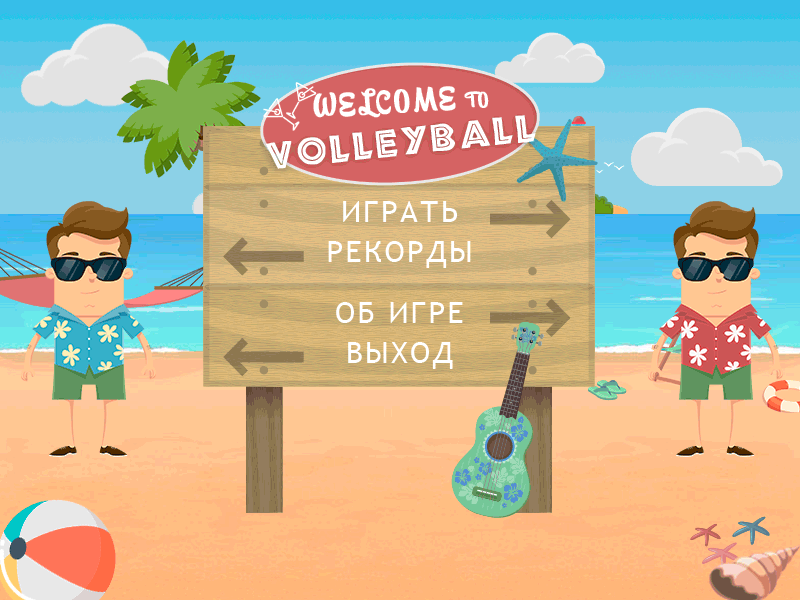 WELCOME TO
VOLLEYBALL
ИГРАТЬ
РЕКОРДЫ
ОБ ИГРЕ
ВЫХОД